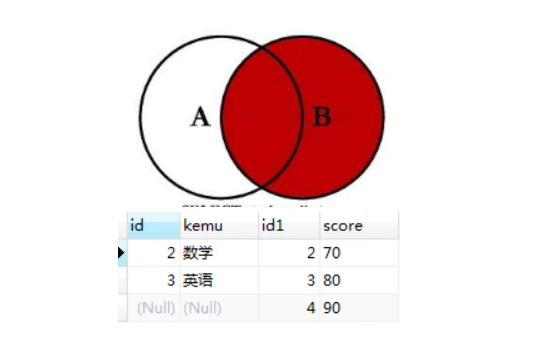 A B
id kemu id1 score
2 数学 2 70
3 英语 3 80
(Null) (Null) 4 90